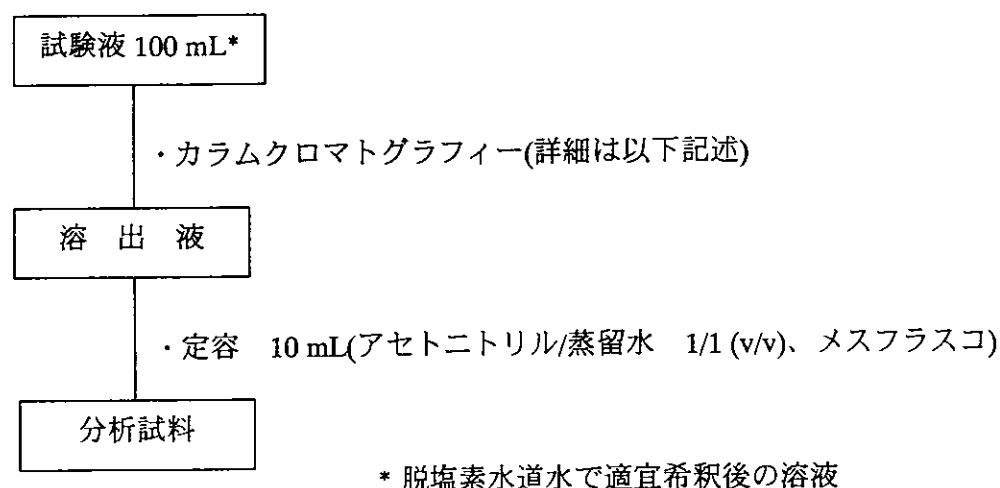 試験液 100 mL*
・カラムクロマトグラフィー(詳細は以下記述)
溶　出　液
・定容　10 mL(アセトニトリル/蒸留水　1/1 (v/v)、メスフラスコ)
分析試料
* 脱塩素水道水で適宜希釈後の溶液